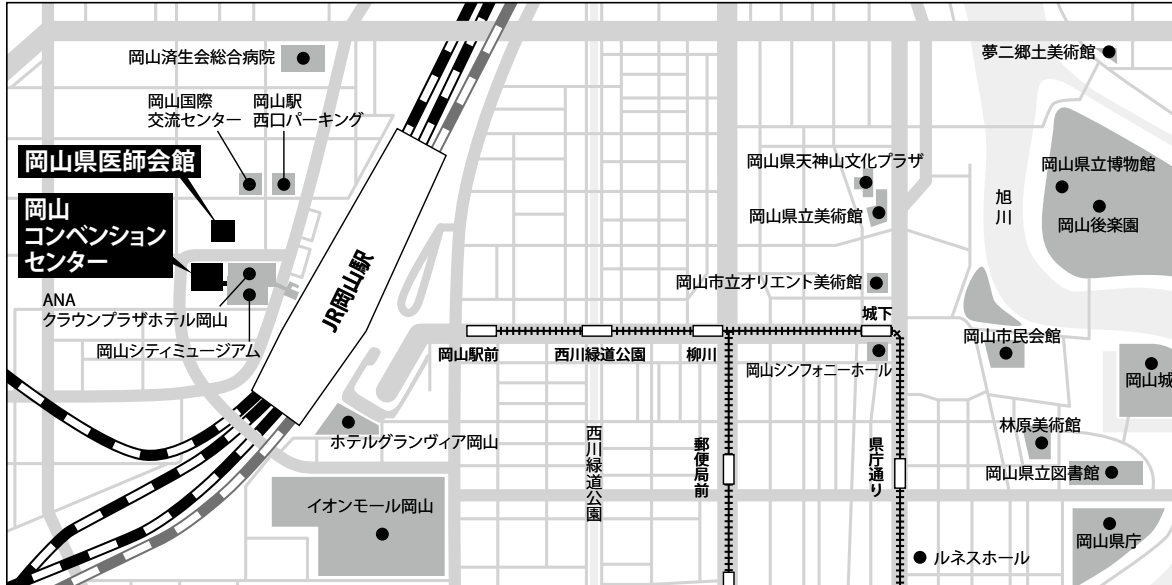 岡山済生会総合病院
岡山国際
交流センター
岡山駅
西口パーキング
岡山県医師会館
岡山
コンベンション
センター
ANA
クラウンプラザホテル岡山
岡山シティミュージアム
JR岡山駅
ホテルグランヴィア岡山
イオンモール岡山
岡山駅前
西川緑道公園
柳川
城下
西川緑道公園
郵便局前
県庁通り
夢二郷土美術館
岡山県天神山文化プラザ
岡山県立美術館
岡山市立オリエント美術館
岡山シンフォニーホール
旭川
岡山県立博物館
岡山後楽園
岡山市民会館
岡山城
林原美術館
岡山県立図書館
岡山県庁
ルネスホール